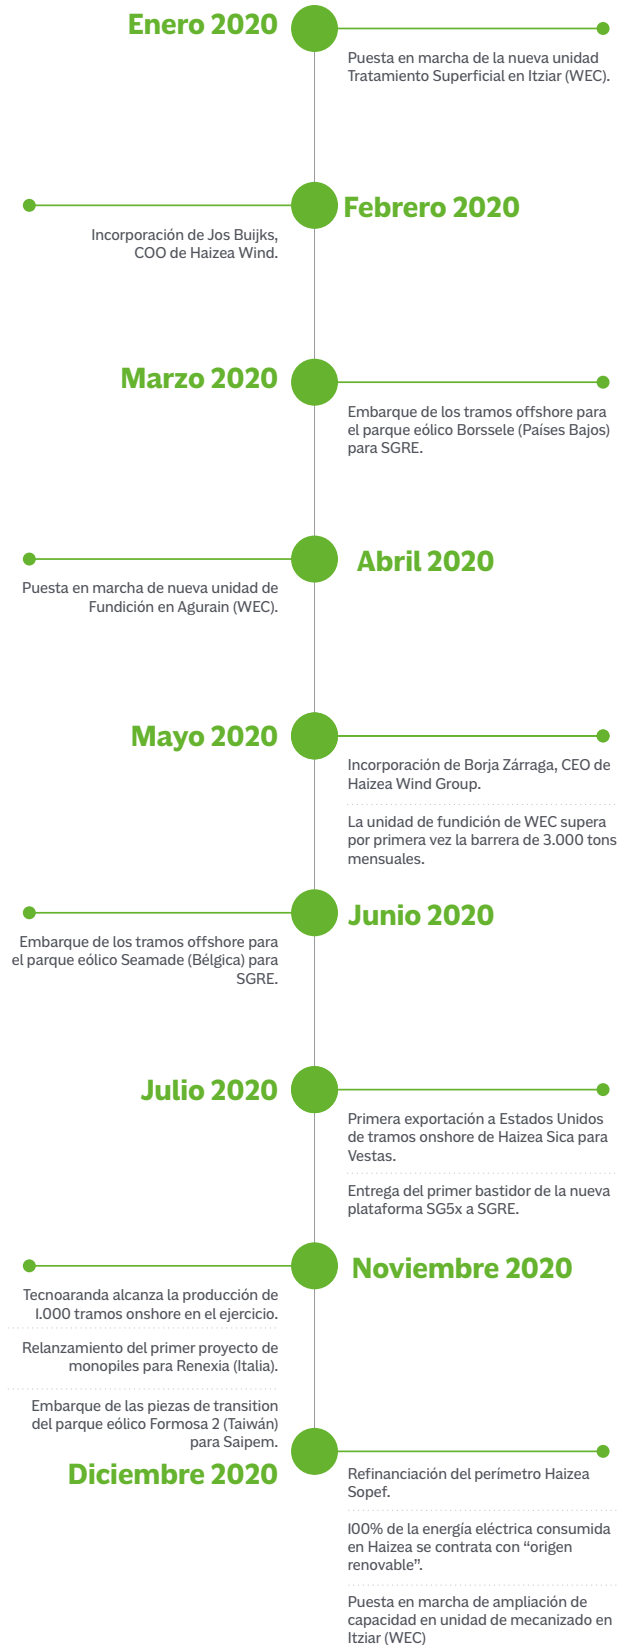 Enero 2020
Puesta en marcha de la nueva unidad
Tratamiento Superficial en Itziar (WEC).
Febrero 2020
Incorporación de Jos Buijks,
COO de Haizea Wind.
Marzo 2020
Embarque de los tramos offshore para
el parque eólico Borssele (Países Bajos)
para SGRE.
Abril 2020
Puesta en marcha de nueva unidad de
Fundición en Agurain (WEC).
Mayo 2020
Incorporación de Borja Zárraga, CEO de
Haizea Wind Group.
La unidad de fundición de WEC supera
por primera vez la barrera de 3.000 tons
mensuales.
Junio 2020
Embarque de los tramos offshore para
el parque eólico Seamade (Bélgica) para
SGRE.
Julio 2020
Primera exportación a Estados Unidos
de tramos onshore de Haizea Sica para
Vestas.
Entrega del primer bastidor de la nueva
plataforma SG5x a SGRE.
Noviembre 2020
Tecnoaranda alcanza la producción de
1.000 tramos onshore en el ejercicio.
Relanzamiento del primer proyecto de
monopiles para Renexia (Italia).
Embarque de las piezas de transition
del parque eólico Formosa 2 (Taiwán)
para Saipem.
Diciembre 2020
Refinanciación del perímetro Haizea
Sopef.
100% de la energía eléctrica consumida
en Haizea se contrata con “origen
renovable”.
Puesta en marcha de ampliación de
capacidad en unidad de mecanizado en
Itziar (WEC)